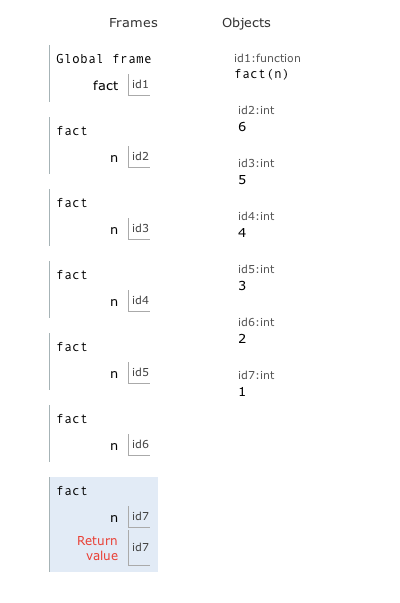 Frames
Objects
Global frame
fact id1
fact
n id2
fact
n id3
fact
n id4
fact
n id5
fact
n id6
fact
n id7
Return
value id7
id1:function
fact(n)
id2:int
6
id3:int
5
id4:int
4
id5:int
3
id6:int
2
id7:int
1